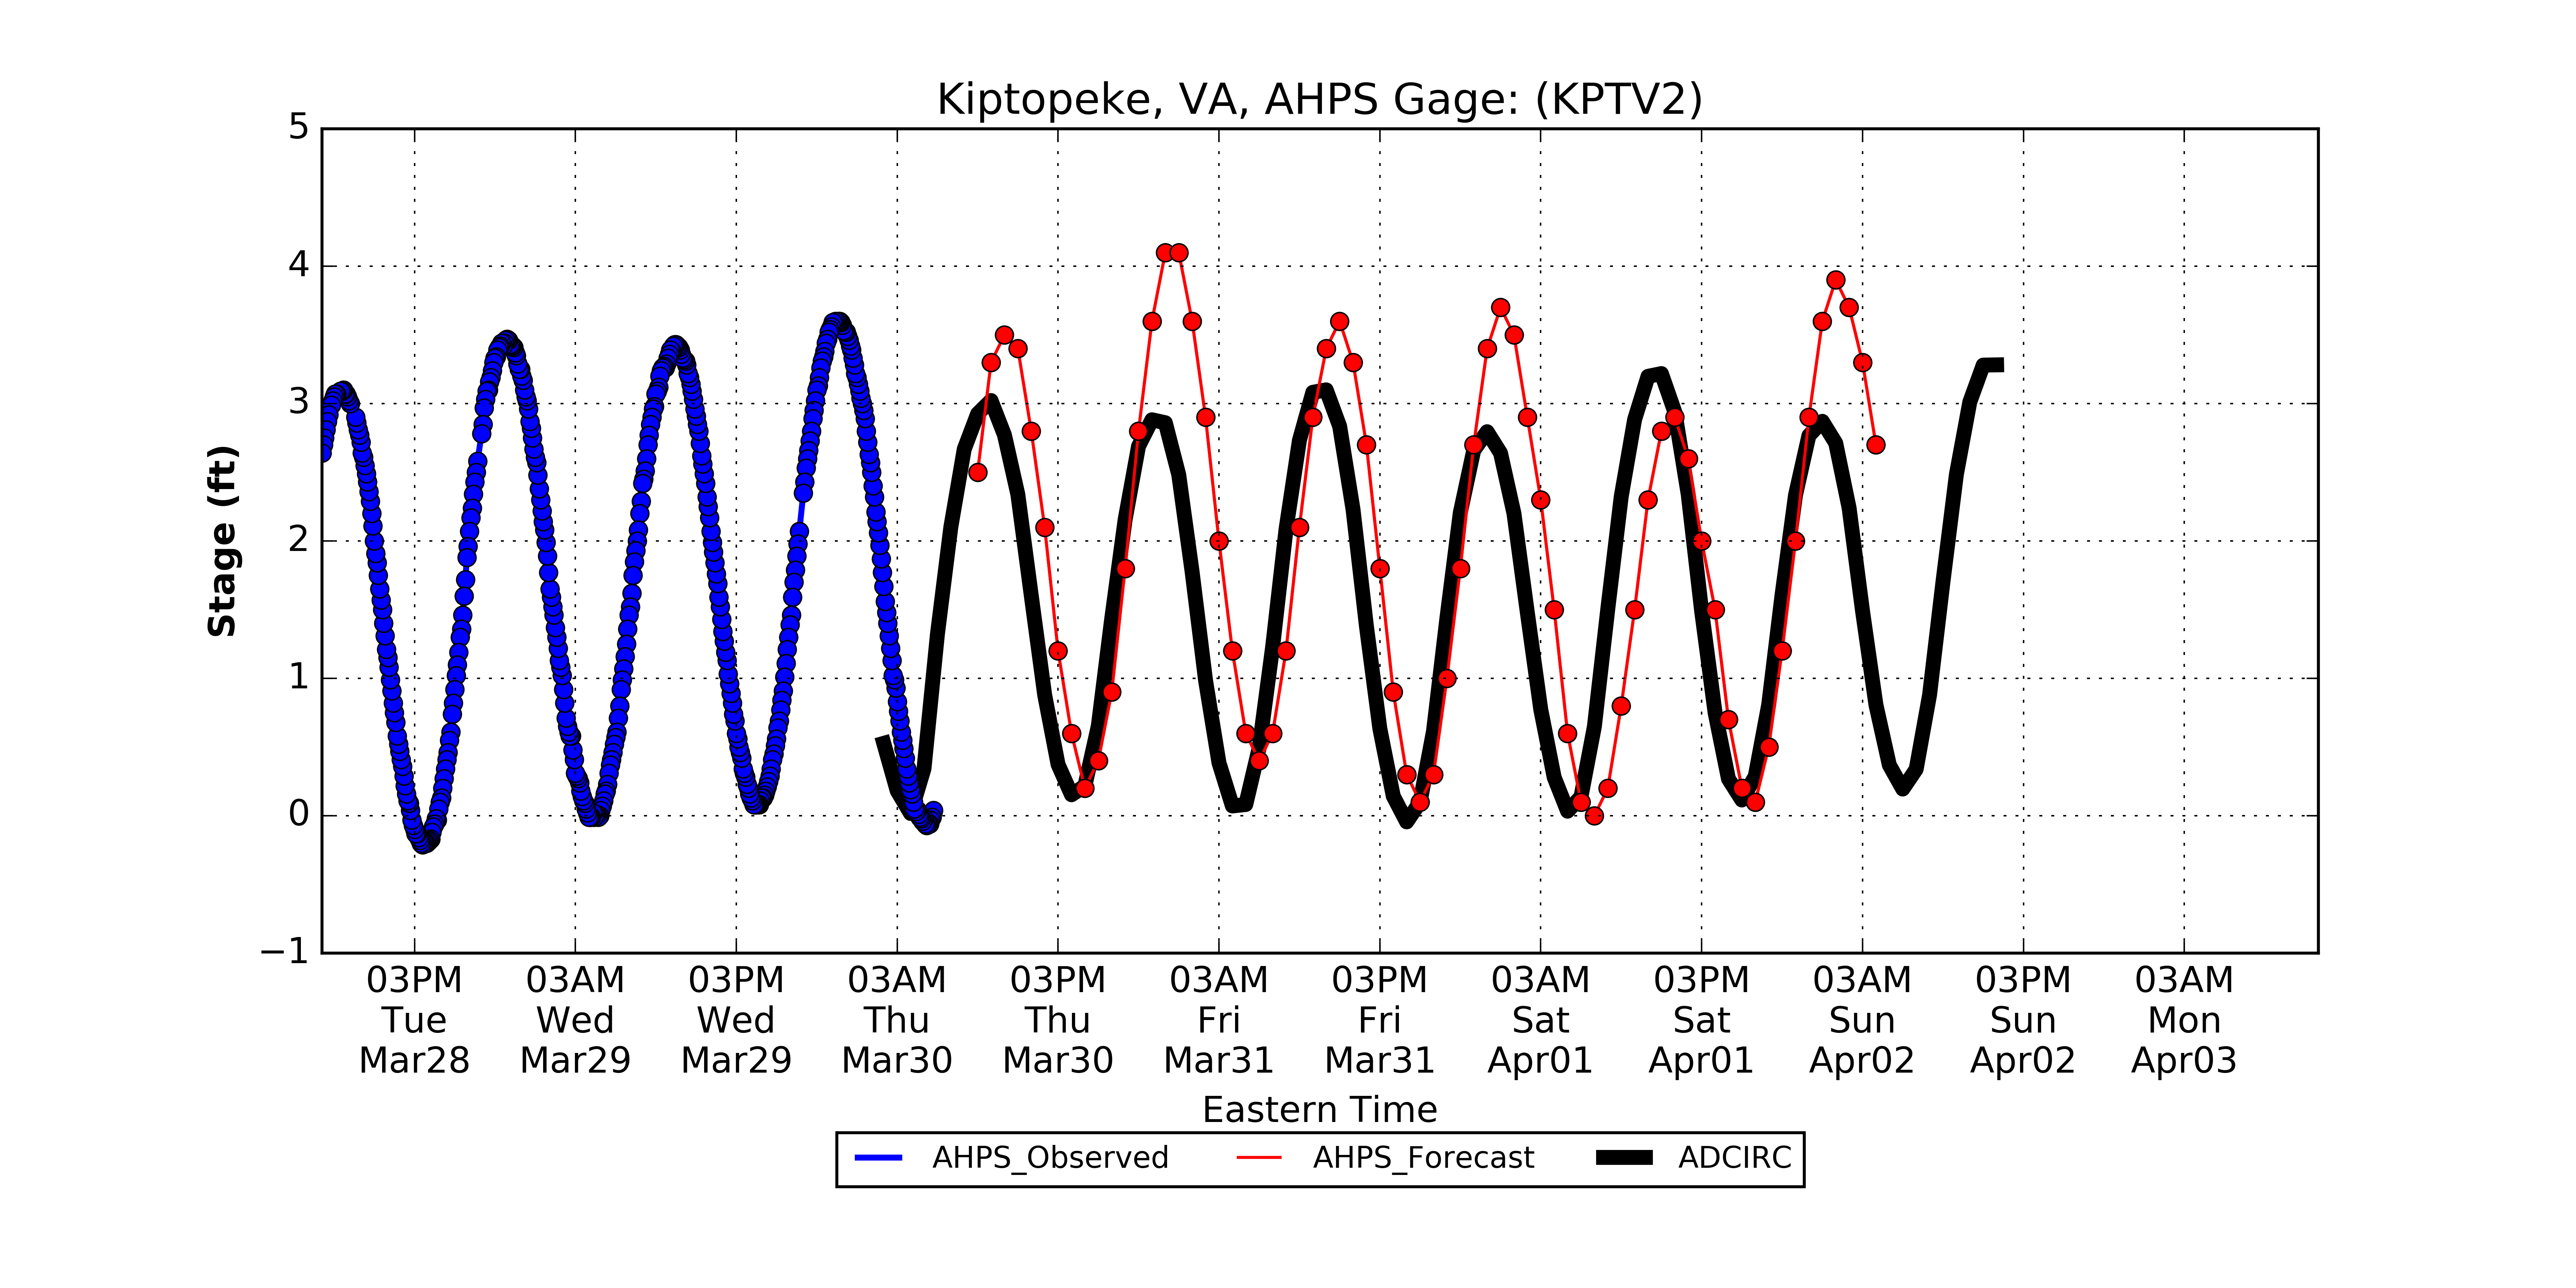 Kiptopeke, VA, AHPS Gage: (KPTV2)
5
4
3
2
1
0
−1
Stage (ft)
03PM 03AM 03PM 03AM 03PM 03AM 03PM 03AM 03PM 03AM 03PM 03AM
Tue Wed Wed Thu Thu Fri Fri Sat Sat Sun Sun Mon
Mar28 Mar29 Mar29 Mar30 Mar30 Mar31 Mar31 Apr01 Apr01 Apr02 Apr02 Apr03
Eastern Time
AHPS_Observed AHPS_Forecast ADCIRC